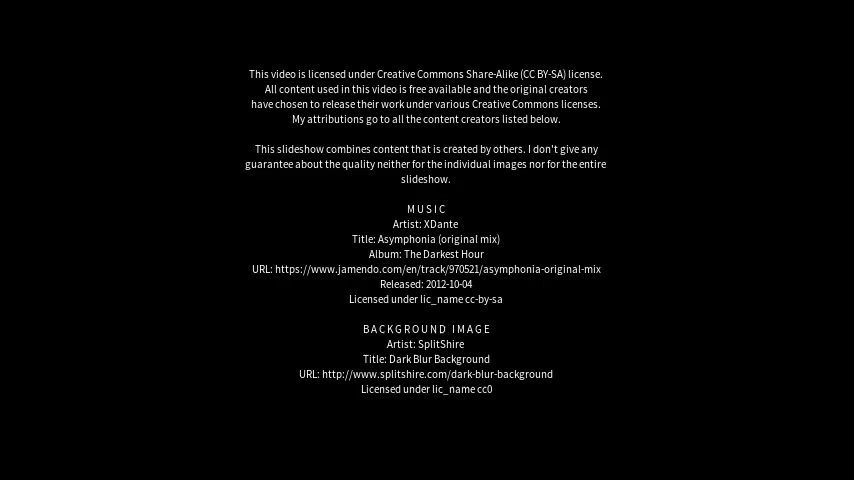 This video is licensed under Creative Commons Share-Alike (CC BY-SA) license.
All content used in this video is free available and the original creators
have chosen to release their work under various Creative Commons licenses.
My attributions go to all the content creators listed below.
This slideshow combines content that is created by others. I don't give any
guarantee about the quality neither for the individual images nor for the entire
slideshow.
MUSIC
Artist: XDante
Title: Asymphonia (original mix)
Album: The Darkest Hour
URL: https://www.jamendo.com/en/track/970521/asymphonia-original-mix
Released: 2012-10-04
Licensed under lic_name cc-by-sa
BACKGROUND IMAGE
Artist: SplitShire
Title: Dark Blur Background
URL: http://www.splitshire.com/dark-blur-background
Licensed under lic_name cc0